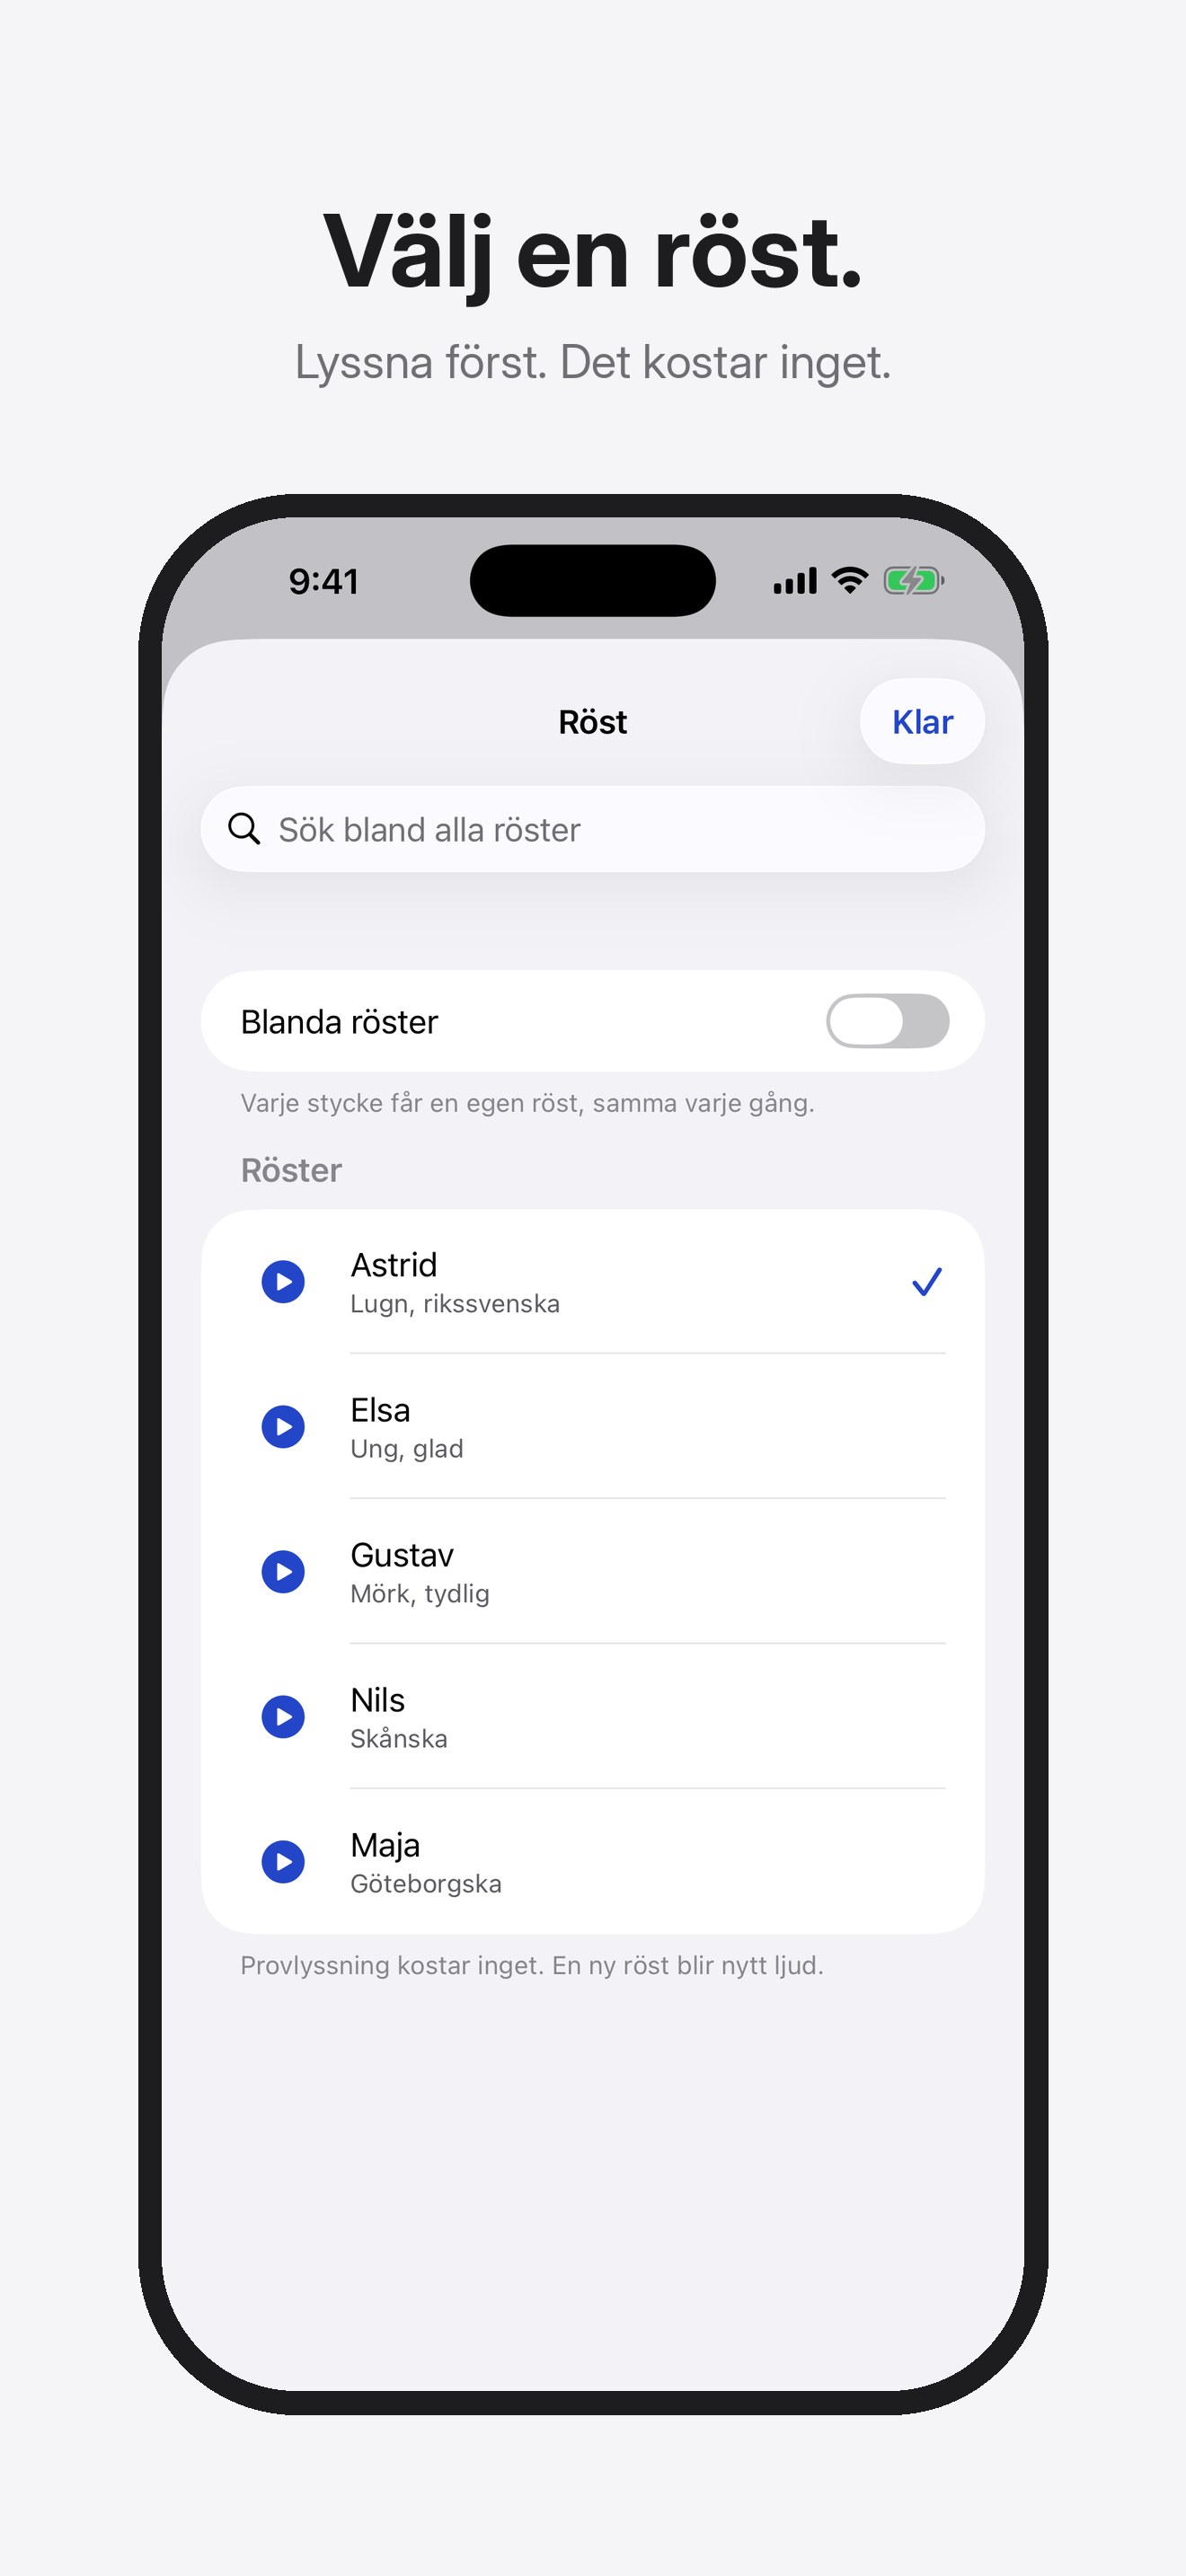 Välj en röst.
Lyssna först. Det kostar inget.
9:41
Röst
Klar
Sök bland alla röster
Blanda röster
Varje stycke får en egen röst, samma varje gång.
Röster
Astrid
Lugn, rikssvenska
Elsa
Ung, glad
Gustav
Mörk, tydlig
Nils
Skånska
Maja
Göteborgska
Provlyssning kostar inget. En ny röst blir nytt ljud.